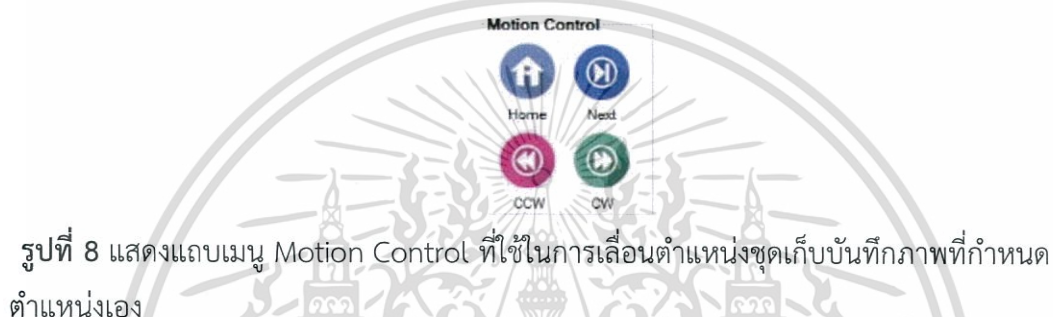 Motion Control
Home Next
CCW CW
รูปที่ 8 แสดงแถบเมนู Motion Control ที่ใช้ในการเลื่อนตำแหน่งชุดเก็บบันทึกภาพที่กำหนด
ตำแหน่งเอง